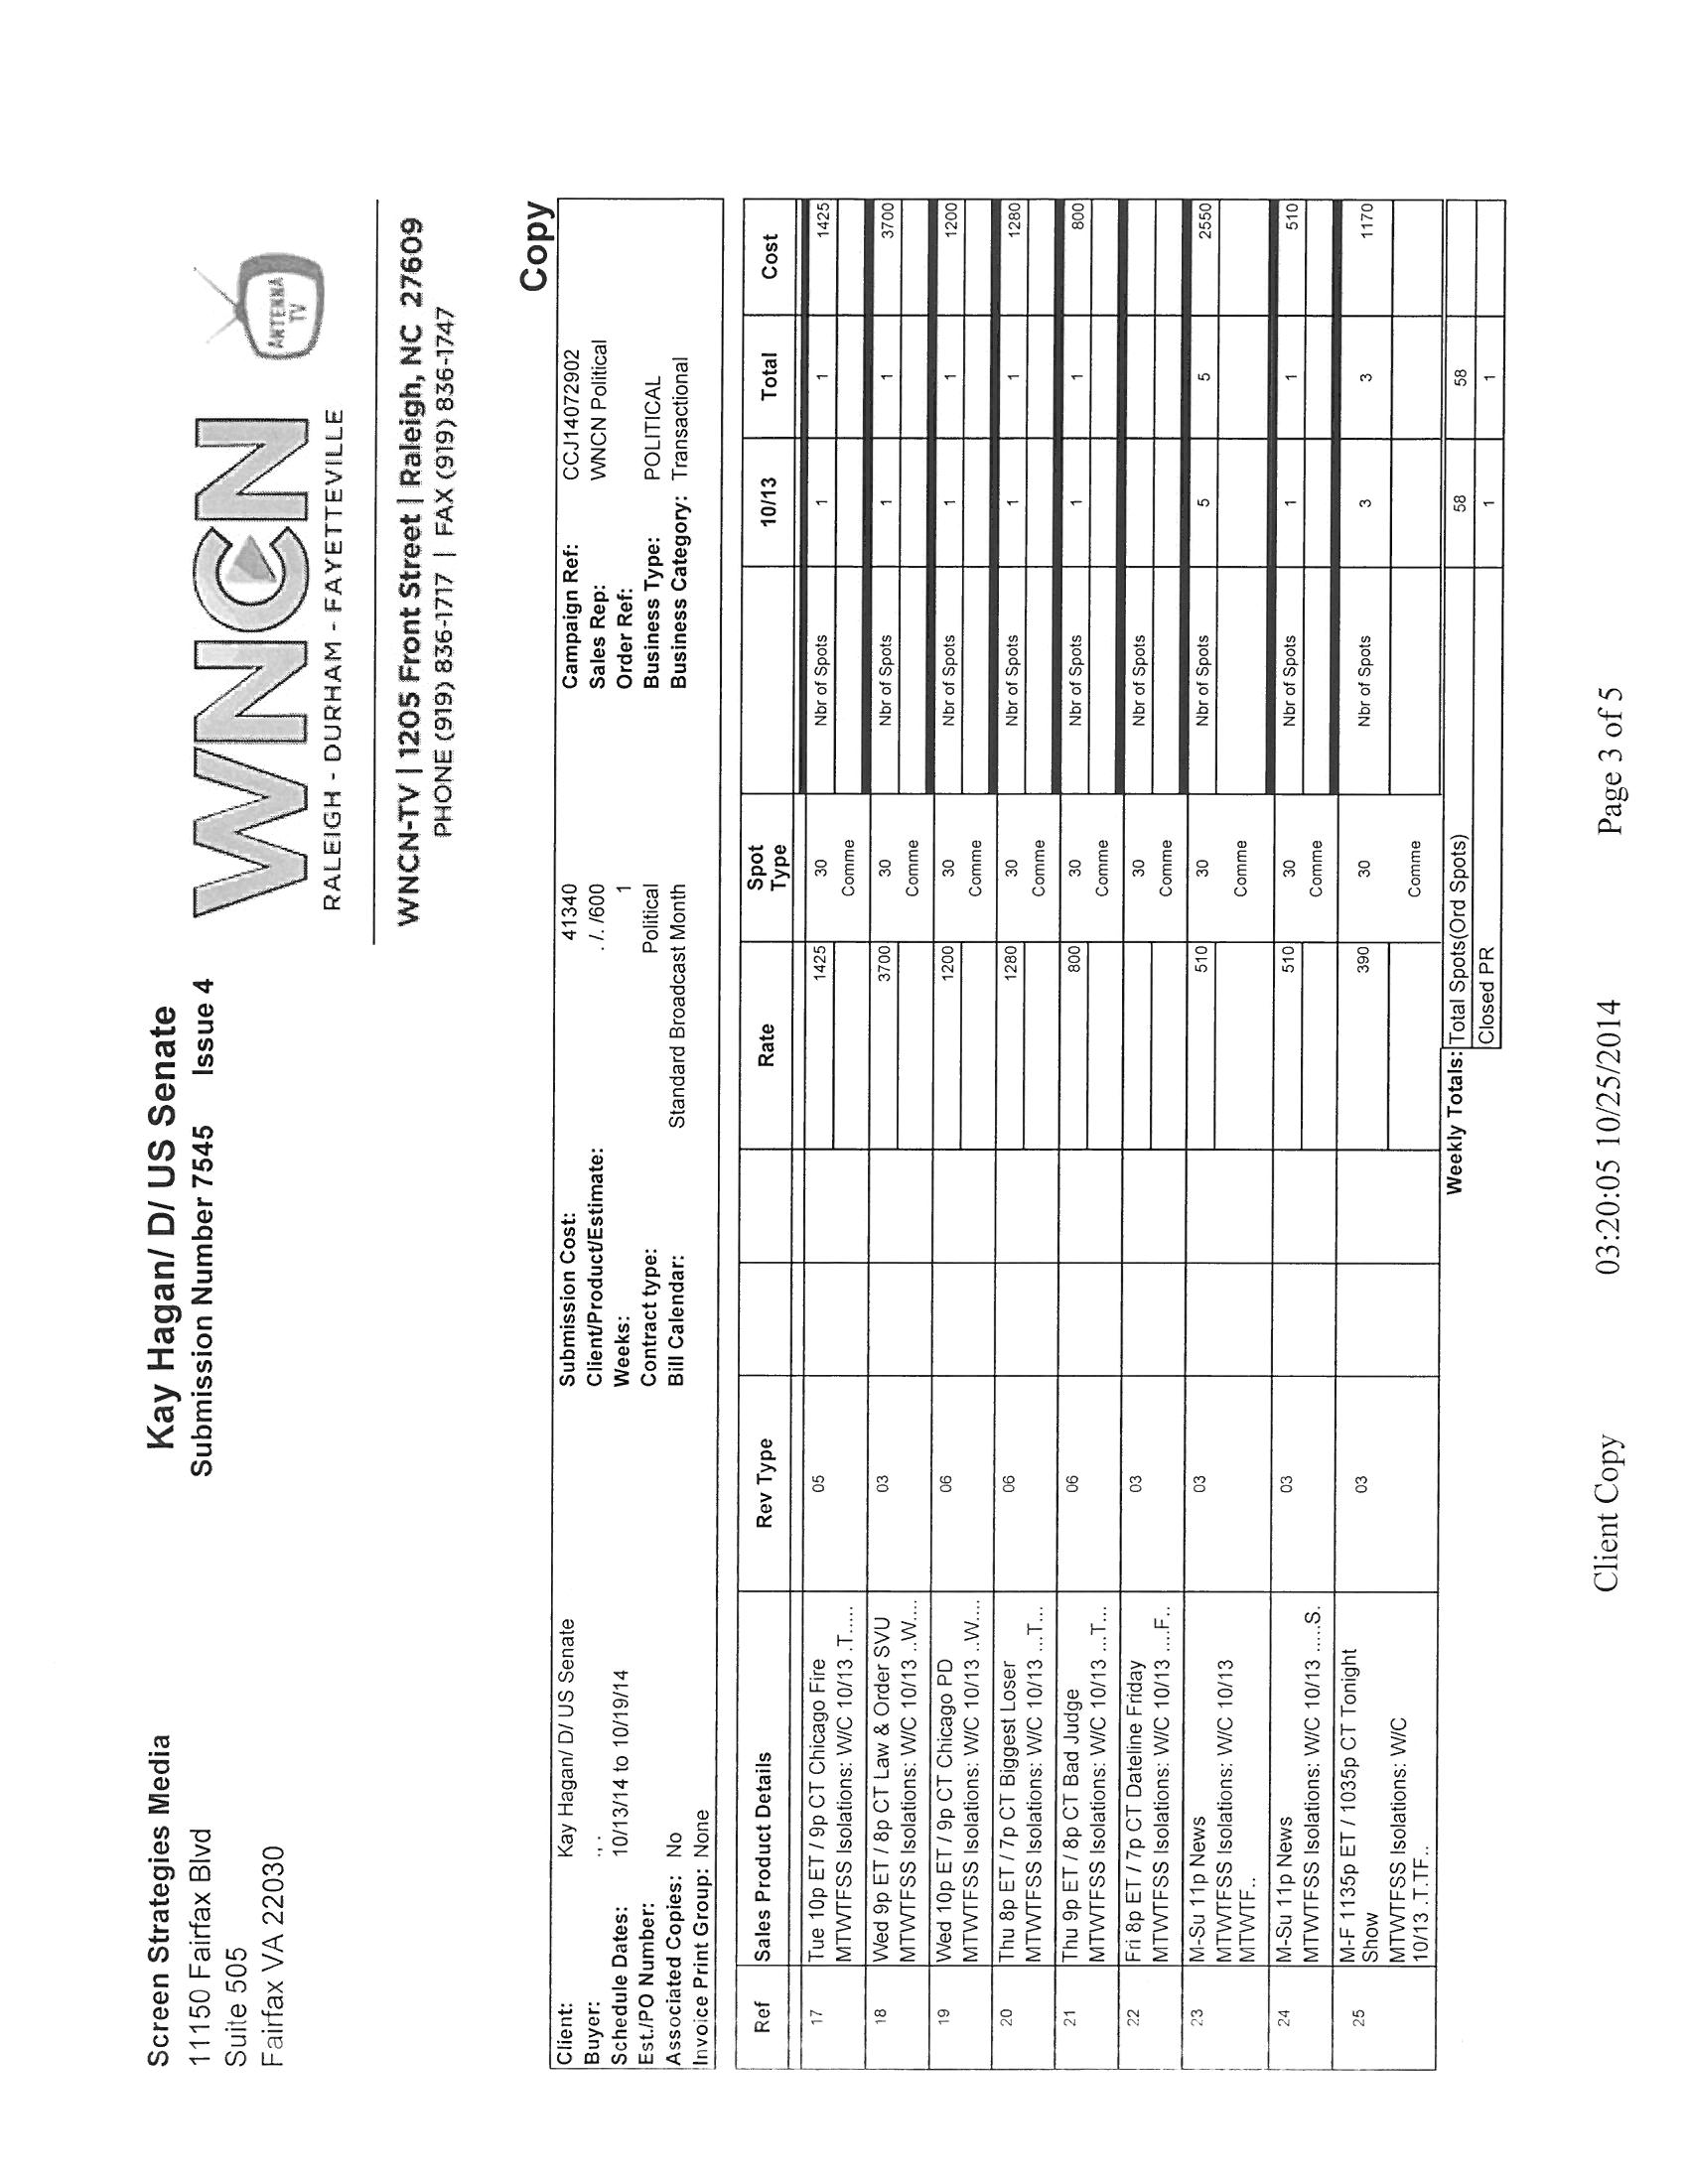 Screen Strategies Media
11150 Fairfax Blvd
Suite 505
Fairfax VA 22030
Kay Hagan/ D/ US Senate
Submission Number 7545 Issue 4
WNCN
RALEIGH - DURHAM - FAYETTEVILLE
ANTENNA
TV
WNCN-TV | 1205 Front Street | Raleigh, NC 27609
PHONE (919) 836-1717 | FAX (919) 836-1747
Copy
Client: Kay Hagan/ D/ US Senate Submission Cost: 41340 Campaign Ref: CCJ14072902
Buyer: ., . Client/Product/Estimate: . /. /600 Sales Rep: WNCN Political
Schedule Dates: 10/13/14 to 10/19/14 Weeks: 1 Order Ref:
Est./PO Number: Contract type: Political Business Type: POLITICAL
Associated Copies: No Bill Calendar: Standard Broadcast Month Business Category: Transactional
Invoice Print Group: None
Ref Sales Product Details Rev Type Rate Spot Type 10/13 Total Cost
17 Tue 10p ET / 9p CT Chicago Fire 05 1425 30 Nbr of Spots 1 1 1425
MTWTFSS Isolations: W/C 10/13 .T..... Comme
18 Wed 9p ET / 8p CT Law & Order SVU 03 3700 30 Nbr of Spots 1 1 3700
MTWTFSS Isolations: W/C 10/13 ..W.... Comme
19 Wed 10p ET / 9p CT Chicago PD 06 1200 30 Nbr of Spots 1 1 1200
MTWTFSS Isolations: W/C 10/13 ..W.... Comme
20 Thu 8p ET / 7p CT Biggest Loser 06 1280 30 Nbr of Spots 1 1 1280
MTWTFSS Isolations: W/C 10/13 ...T... Comme
21 Thu 9p ET / 8p CT Bad Judge 06 800 30 Nbr of Spots 1 1 800
MTWTFSS Isolations: W/C 10/13 ...T... Comme
22 Fri 8p ET / 7p CT Dateline Friday 03 30 Nbr of Spots
MTWTFSS Isolations: W/C 10/13 ....F.. Comme
23 M-Su 11p News 03 510 30 Nbr of Spots 5 5 2550
MTWTFSS Isolations: W/C 10/13 Comme
MTWTF..
24 M-Su 11p News 03 510 30 Nbr of Spots 1 1 510
MTWTFSS Isolations: W/C 10/13 .....S. Comme
25 M-F 1135p ET / 1035p CT Tonight 03 390 30 Nbr of Spots 3 3 1170
Show
MTWTFSS Isolations: W/C Comme
10/13 .T.TF..
Weekly Totals: Total Spots(Ord Spots) 58 58
Closed PR 1 1
Client Copy 03:20:05 10/25/2014 Page 3 of 5